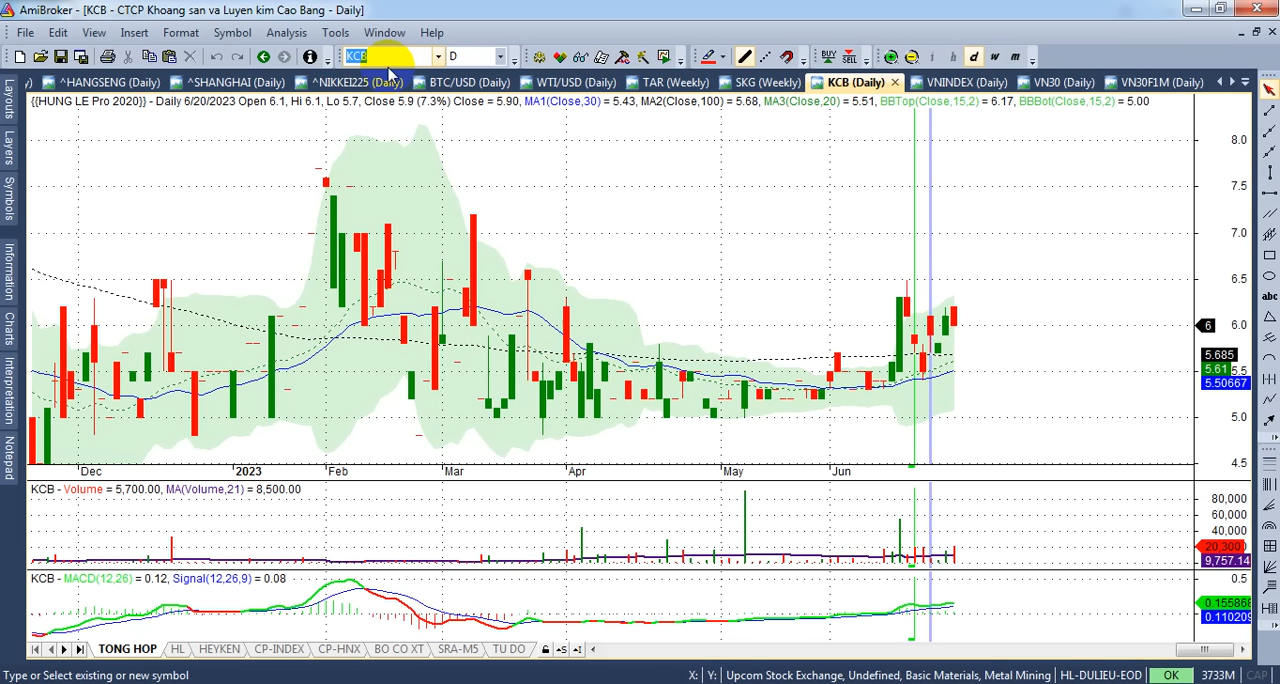 AmiBroker - [KCB - CTCP Khoang san va Luyen kim Cao Bang - Daily]
File Edit View Insert Format Symbol Analysis Tools Window Help
KCB D i h d w m
BUY SELL
^HANGSENG (Daily) ^SHANGHAI (Daily) ^NIKKEI225 (Daily) BTC/USD (Daily) WTI/USD (Daily) TAR (Weekly) SKG (Weekly) KCB (Daily) VNINDEX (Daily) VN30 (Daily) VN30F1M (Daily)
{{HUNG LE Pro 2020}} - Daily 6/20/2023 Open 6.1, Hi 6.1, Lo 5.7, Close 5.9 (7.3%) Close = 5.90, MA1(Close,30) = 5.43, MA2(Close,100) = 5.68, MA3(Close,20) = 5.51, BBTop(Close,15,2) = 6.17, BBBot(Close,15,2) = 5.00
Layouts
Layers
Symbols
Information
Charts
Interpretation
Notepad
abc
8.0
7.5
7.0
6.5
6.0
6
5.685
5.61
5.5
5.50667
5.0
4.5
Dec 2023 Feb Mar Apr May Jun
KCB - Volume = 5,700.00, MA(Volume,21) = 8,500.00
80,000
60,000
40,000
20,300
9,757.14
KCB - MACD(12,26) = 0.12, Signal(12,26,9) = 0.08
0.5
0.155868
0.110209
TONG HOP HL HEYKEN CP-INDEX CP-HNX BO CO XT SRA-M5 TU DO
Type or Select existing or new symbol X: Y: Upcom Stock Exchange, Undefined, Basic Materials, Metal Mining HL-DULIEU-EOD OK 3733M CAP